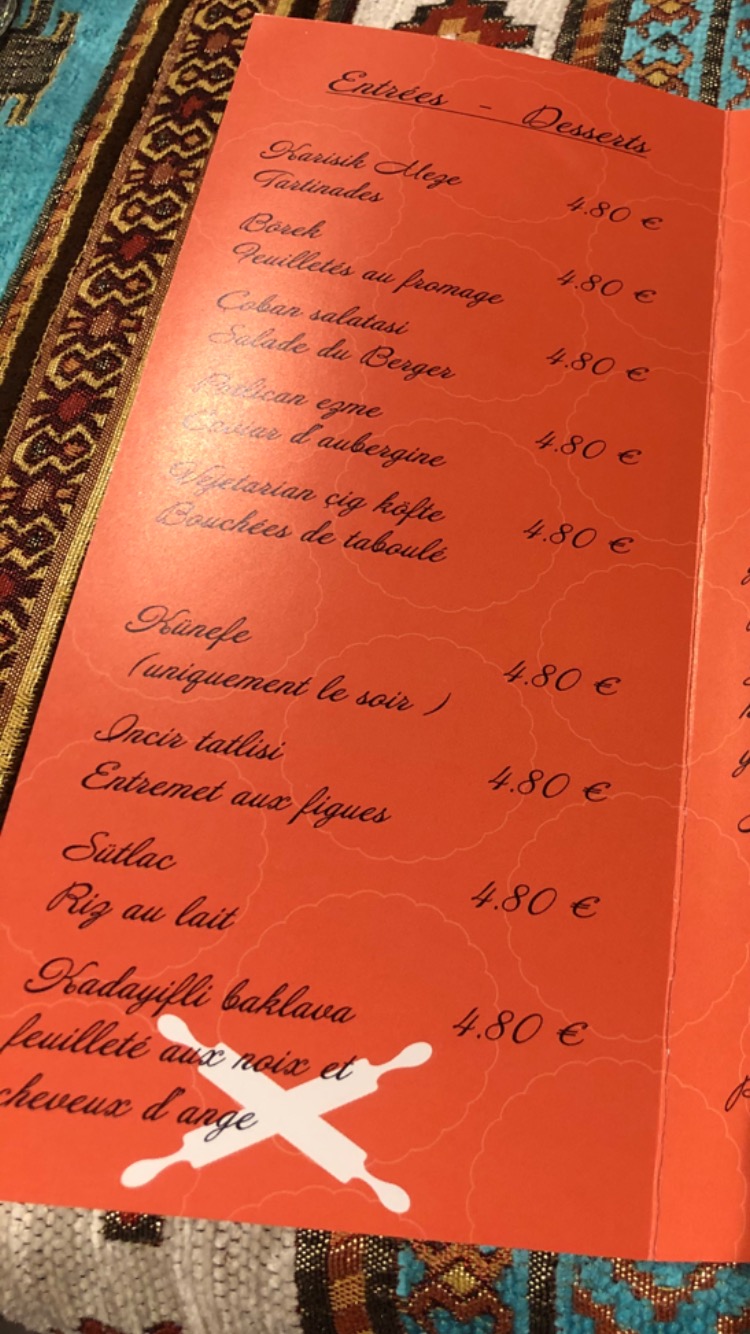 Entrées - Desserts
Karisik Meze
Tartinades 4.80 €
Börek
Feuilletés au fromage 4.80 €
Çoban salatasi
Salade du Berger 4.80 €
Patlican ezme
Caviar d'aubergine 4.80 €
Vejetarian çig köfte
Bouchées de taboulé 4.80 €
Künefe
(uniquement le soir ) 4.80 €
Incir tatlisi
Entremet aux figues 4.80 €
Sütlac
Riz au lait 4.80 €
Kadayifli baklava
feuilleté aux noix et 4.80 €
cheveux d'ange